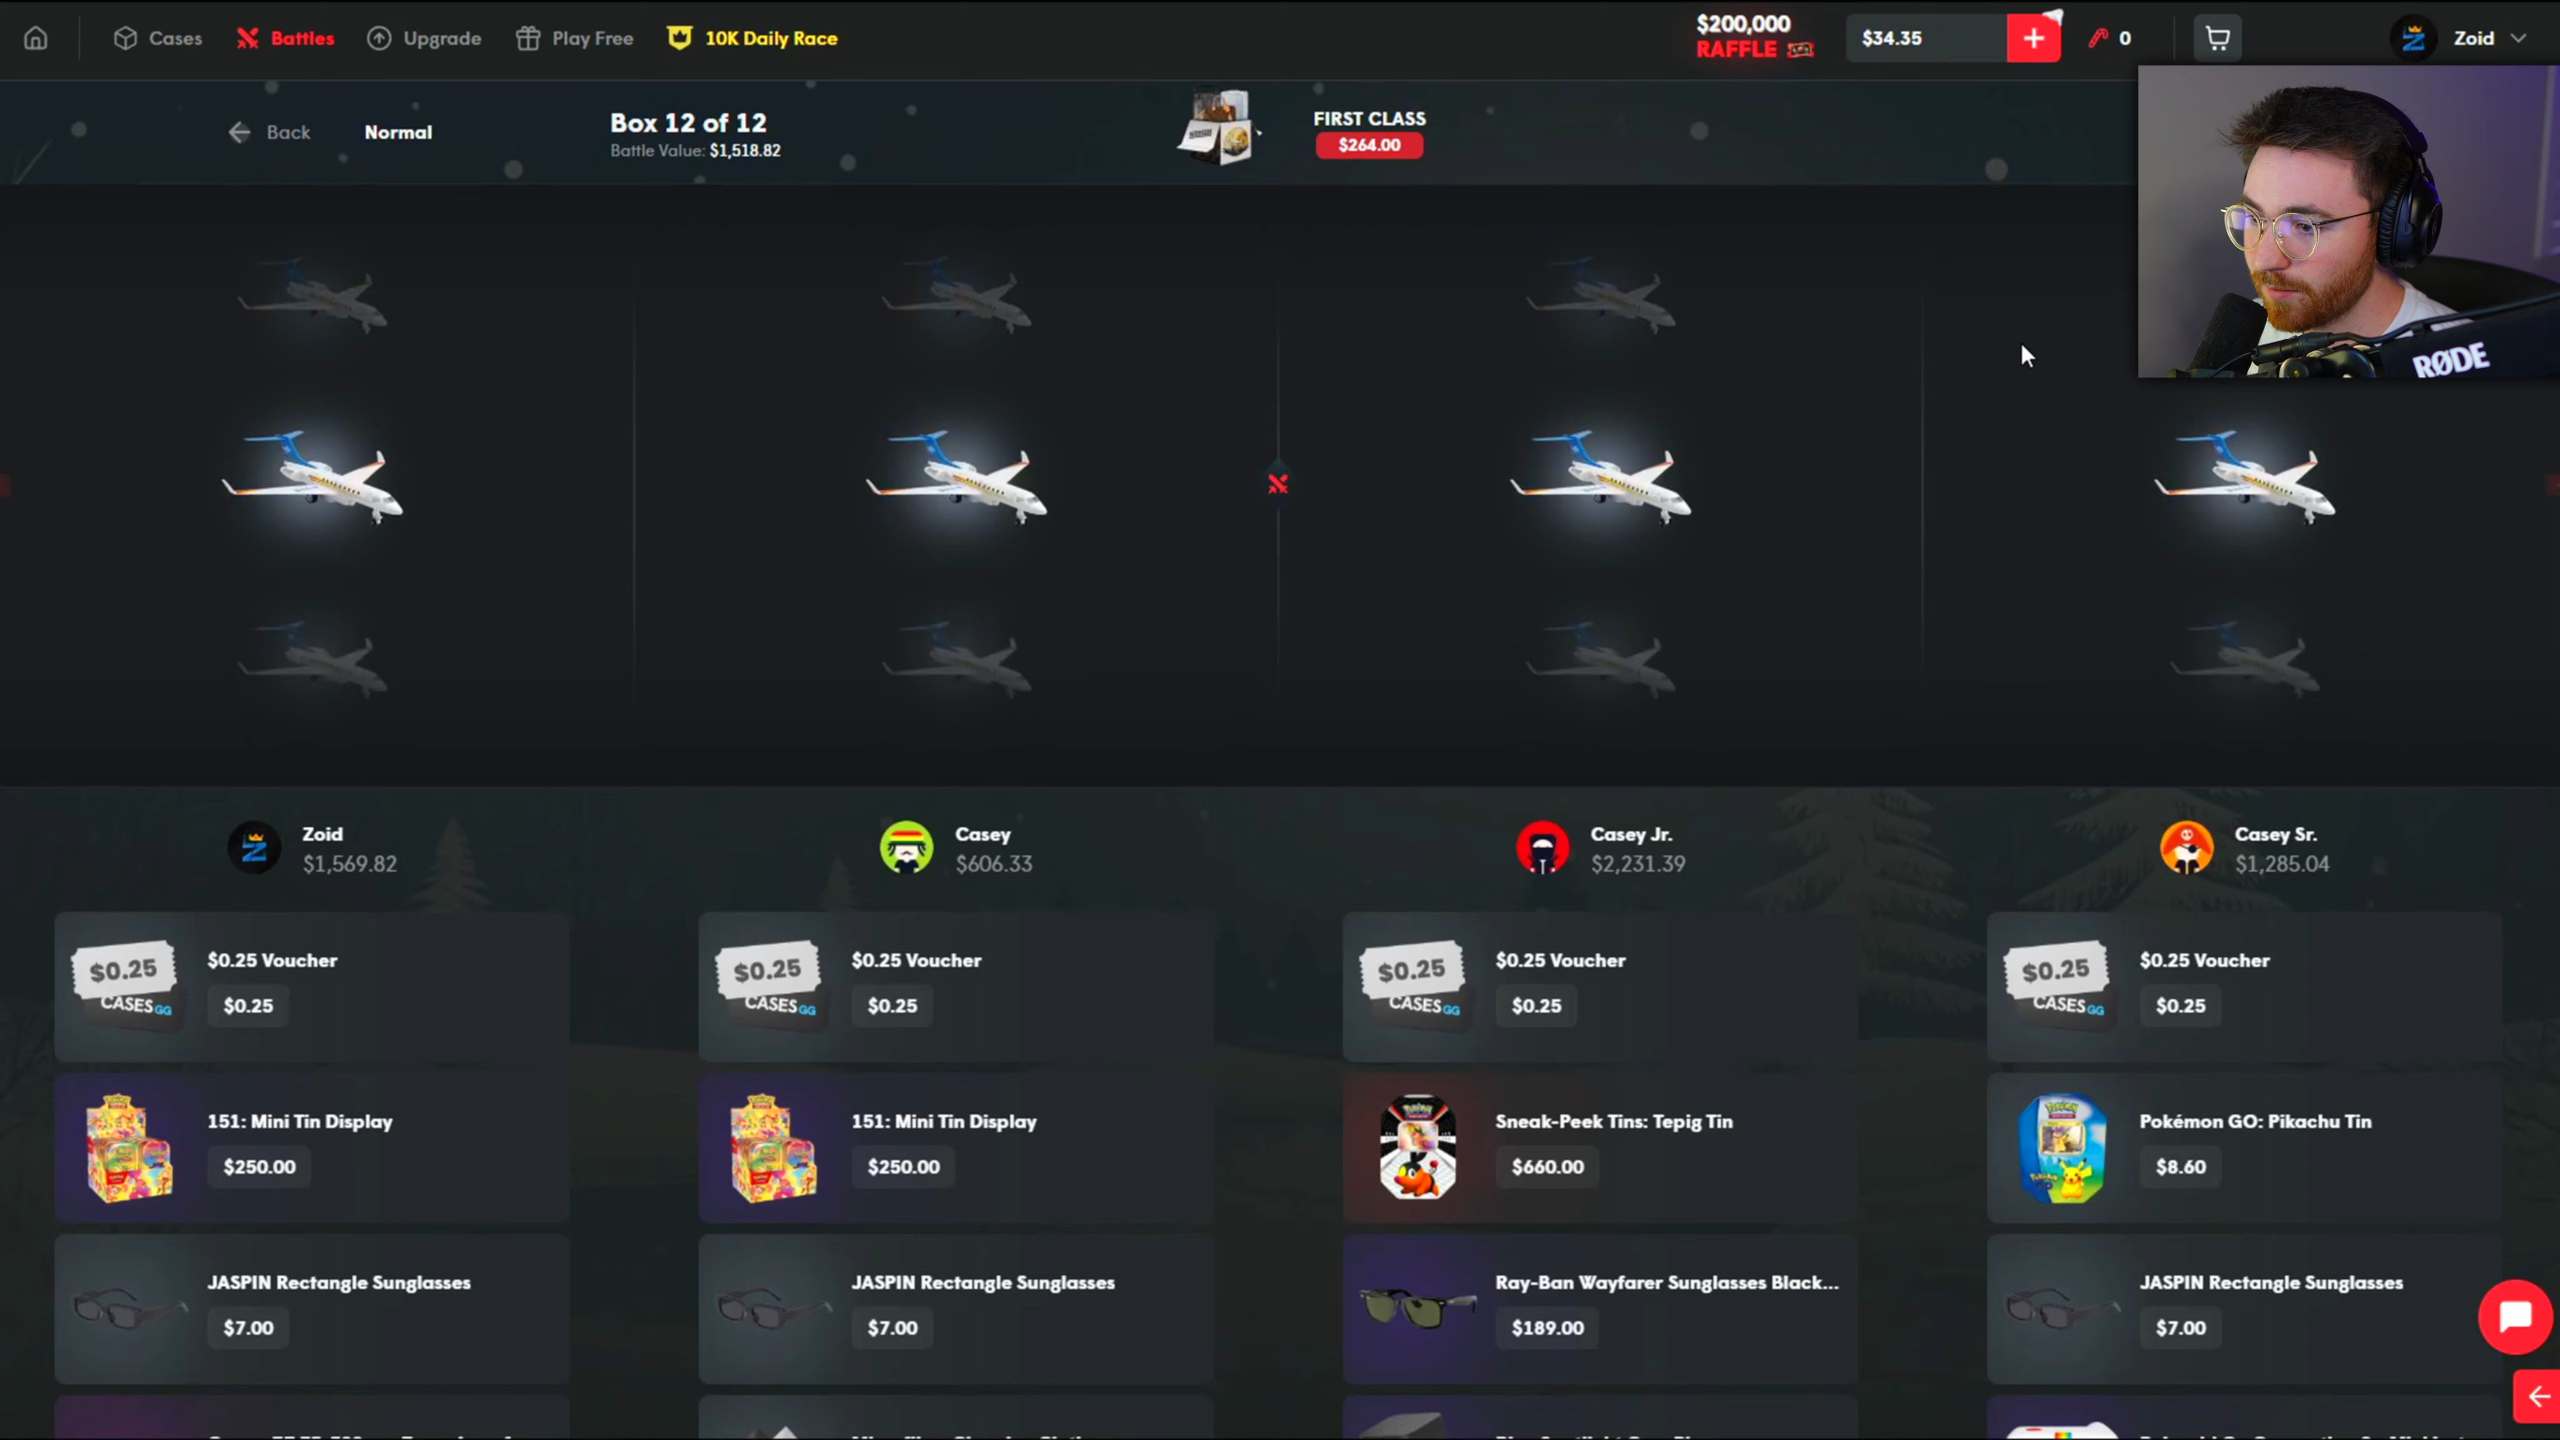 Cases
Battles
Upgrade
Play Free
10K Daily Race
$200,000
RAFFLE
$34.35
0
Zoid
Back
Normal
Box 12 of 12
Battle Value: $1,518.82
FIRST CLASS
$264.00
RØDE
Zoid
$1,569.82
Casey
$606.33
Casey Jr.
$2,231.39
Casey Sr.
$1,285.04
$0.25
CASES GG
$0.25 Voucher
$0.25
$0.25
CASES GG
$0.25 Voucher
$0.25
$0.25
CASES GG
$0.25 Voucher
$0.25
$0.25
CASES GG
$0.25 Voucher
$0.25
151: Mini Tin Display
$250.00
151: Mini Tin Display
$250.00
Sneak-Peek Tins: Tepig Tin
$660.00
Pokémon GO: Pikachu Tin
$8.60
JASPIN Rectangle Sunglasses
$7.00
JASPIN Rectangle Sunglasses
$7.00
Ray-Ban Wayfarer Sunglasses Black...
$189.00
JASPIN Rectangle Sunglasses
$7.00